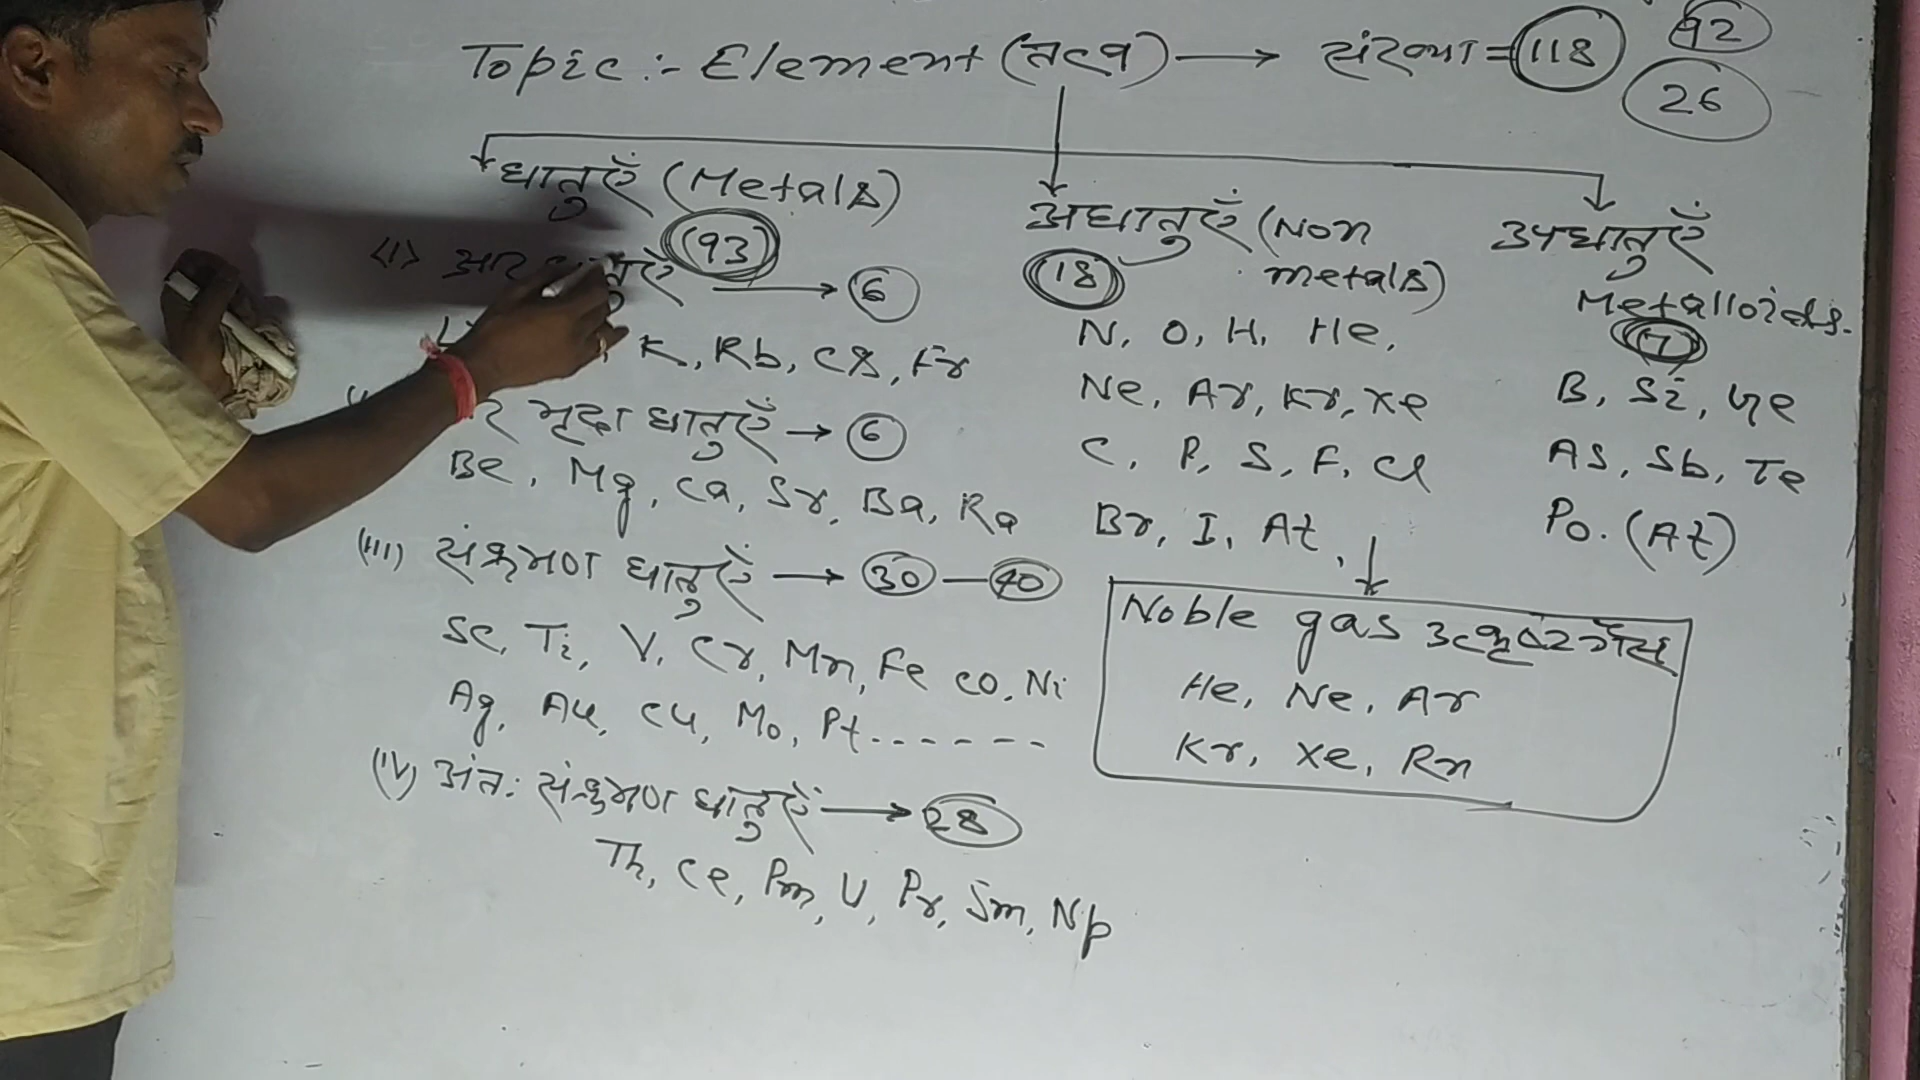 Topic :- Element (तत्व) → संख्या = 118 92
26
धातुएँ (Metals)
93
(I) क्षार धातुएँ → 6
K, Rb, Cs, Fr
मृदा धातुएँ → 6
Be, Mg, Ca, Sr, Ba, Ra
(III) संक्रमण धातुएँ → 30 — 40
Sc, Ti, V, Cr, Mn, Fe Co, Ni
Ag, Au, Cu, Mo, Pt ------
(IV) अंतः संक्रमण धातुएँ → 28
Th, Ce, Pm, U, Pr, Sm, Np
अधातुएँ (Non
metals)
18
N, O, H, He,
Ne, Ar, Kr, Xe
C, P, S, F, Cl
Br, I, At,
Noble gas उत्कृष्ट गैस
He, Ne, Ar
Kr, Xe, Rn
उपधातुएँ
Metalloids.
7
B, Si, Ge
As, Sb, Te
Po. (At)